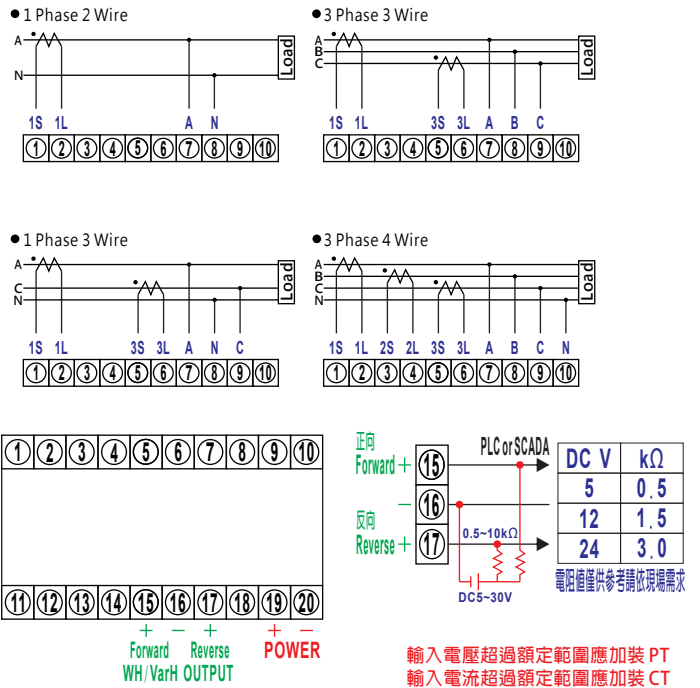 ●1 Phase 2 Wire
A
N
Load
1S 1L A N
① ② ③ ④ ⑤ ⑥ ⑦ ⑧ ⑨ ⑩
●3 Phase 3 Wire
A
B
C
Load
1S 1L 3S 3L A B C
① ② ③ ④ ⑤ ⑥ ⑦ ⑧ ⑨ ⑩
●1 Phase 3 Wire
A
C
N
Load
1S 1L 3S 3L A N C
① ② ③ ④ ⑤ ⑥ ⑦ ⑧ ⑨ ⑩
●3 Phase 4 Wire
A
B
C
N
Load
1S 1L 2S 2L 3S 3L A B C N
① ② ③ ④ ⑤ ⑥ ⑦ ⑧ ⑨ ⑩
① ② ③ ④ ⑤ ⑥ ⑦ ⑧ ⑨ ⑩
⑪ ⑫ ⑬ ⑭ ⑮ ⑯ ⑰ ⑱ ⑲ ⑳
+ − + + −
Forward Reverse POWER
WH/VarH OUTPUT
正向
Forward + ⑮
− ⑯
反向
Reverse + ⑰
PLC or SCADA
0.5~10kΩ
DC5~30V
DC V kΩ
5 0.5
12 1.5
24 3.0
電阻值僅供參考請依現場需求
輸入電壓超過額定範圍應加裝 PT
輸入電流超過額定範圍應加裝 CT